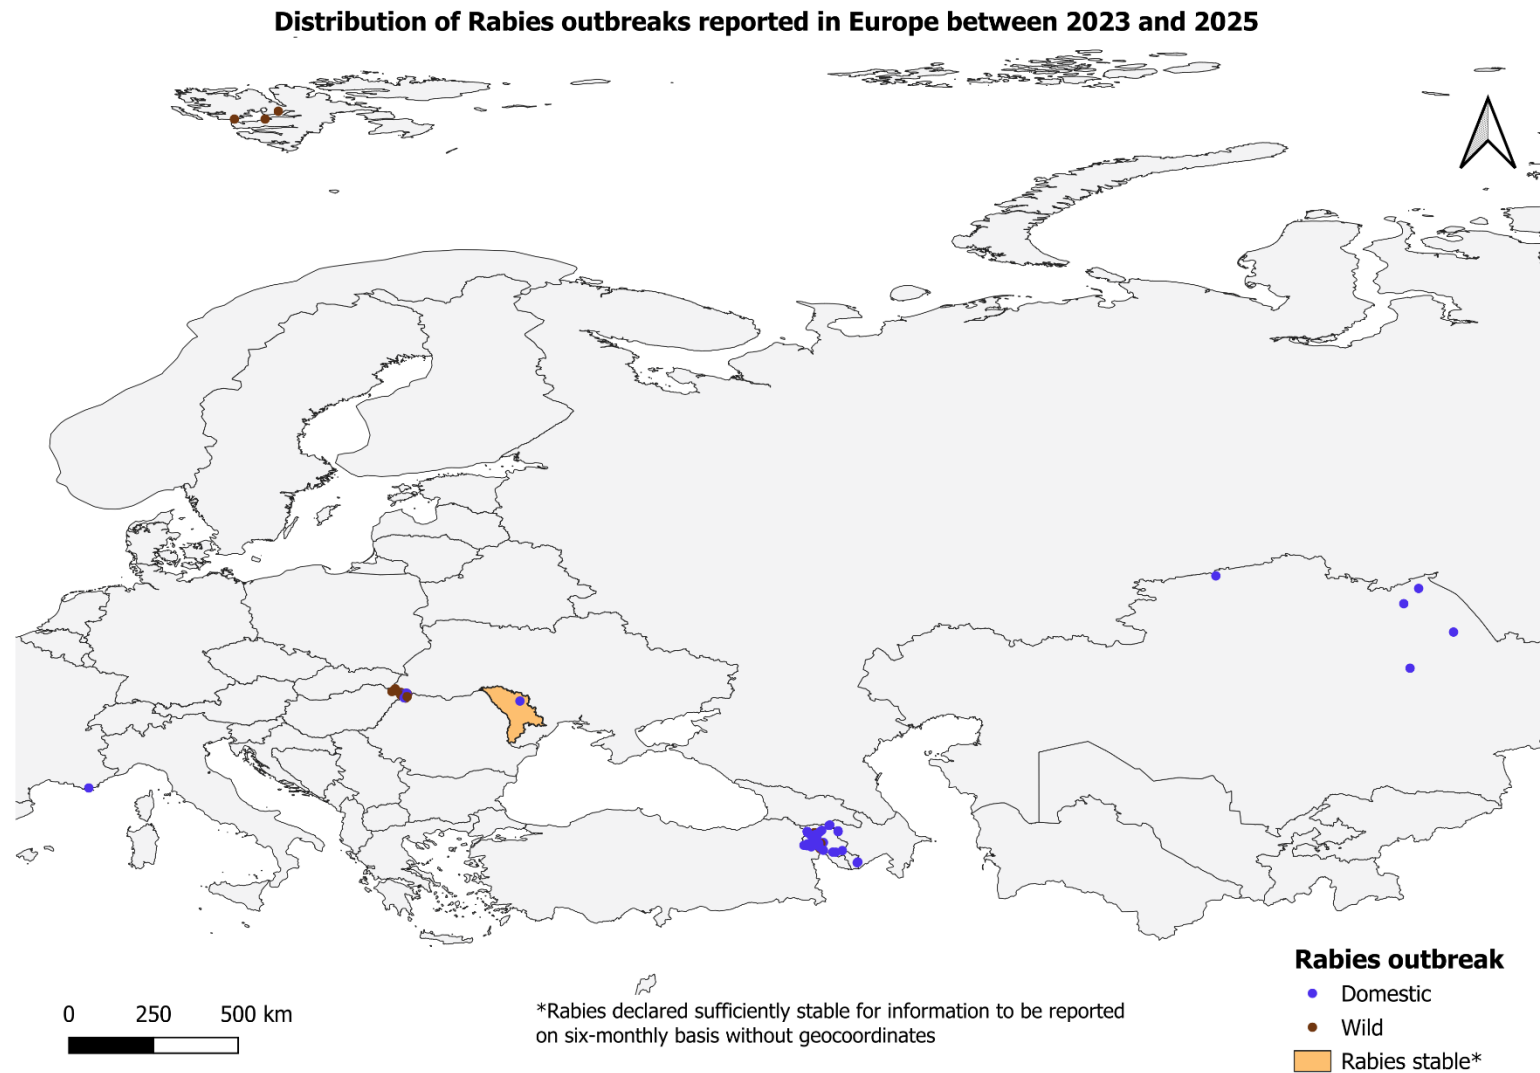 Distribution of Rabies outbreaks reported in Europe between 2023 and 2025
Rabies outbreak
Domestic
Wild
Rabies stable*
0 250 500 km
*Rabies declared sufficiently stable for information to be reported
on six-monthly basis without geocoordinates